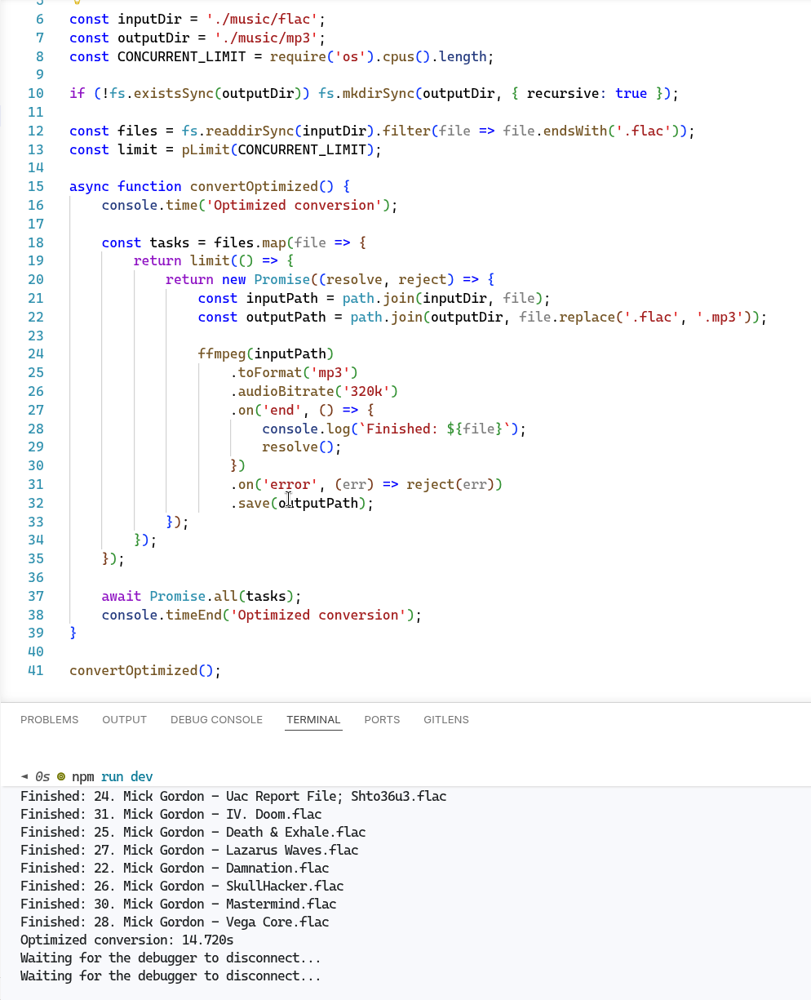 5
6 const inputDir = './music/flac';
7 const outputDir = './music/mp3';
8 const CONCURRENT_LIMIT = require('os').cpus().length;
9
10 if (!fs.existsSync(outputDir)) fs.mkdirSync(outputDir, { recursive: true });
11
12 const files = fs.readdirSync(inputDir).filter(file => file.endsWith('.flac'));
13 const limit = pLimit(CONCURRENT_LIMIT);
14
15 async function convertOptimized() {
16     console.time('Optimized conversion');
17
18     const tasks = files.map(file => {
19         return limit(() => {
20             return new Promise((resolve, reject) => {
21                 const inputPath = path.join(inputDir, file);
22                 const outputPath = path.join(outputDir, file.replace('.flac', '.mp3'));
23
24                 ffmpeg(inputPath)
25                     .toFormat('mp3')
26                     .audioBitrate('320k')
27                     .on('end', () => {
28                         console.log(`Finished: ${file}`);
29                         resolve();
30                     })
31                     .on('error', (err) => reject(err))
32                     .save(outputPath);
33             });
34         });
35     });
36
37     await Promise.all(tasks);
38     console.timeEnd('Optimized conversion');
39 }
40
41 convertOptimized();
PROBLEMS OUTPUT DEBUG CONSOLE TERMINAL PORTS GITLENS
◄ 0s ⊚ npm run dev
Finished: 24. Mick Gordon – Uac Report File; Shto36u3.flac
Finished: 31. Mick Gordon – IV. Doom.flac
Finished: 25. Mick Gordon – Death & Exhale.flac
Finished: 27. Mick Gordon – Lazarus Waves.flac
Finished: 22. Mick Gordon – Damnation.flac
Finished: 26. Mick Gordon – SkullHacker.flac
Finished: 30. Mick Gordon – Mastermind.flac
Finished: 28. Mick Gordon – Vega Core.flac
Optimized conversion: 14.720s
Waiting for the debugger to disconnect...
Waiting for the debugger to disconnect...